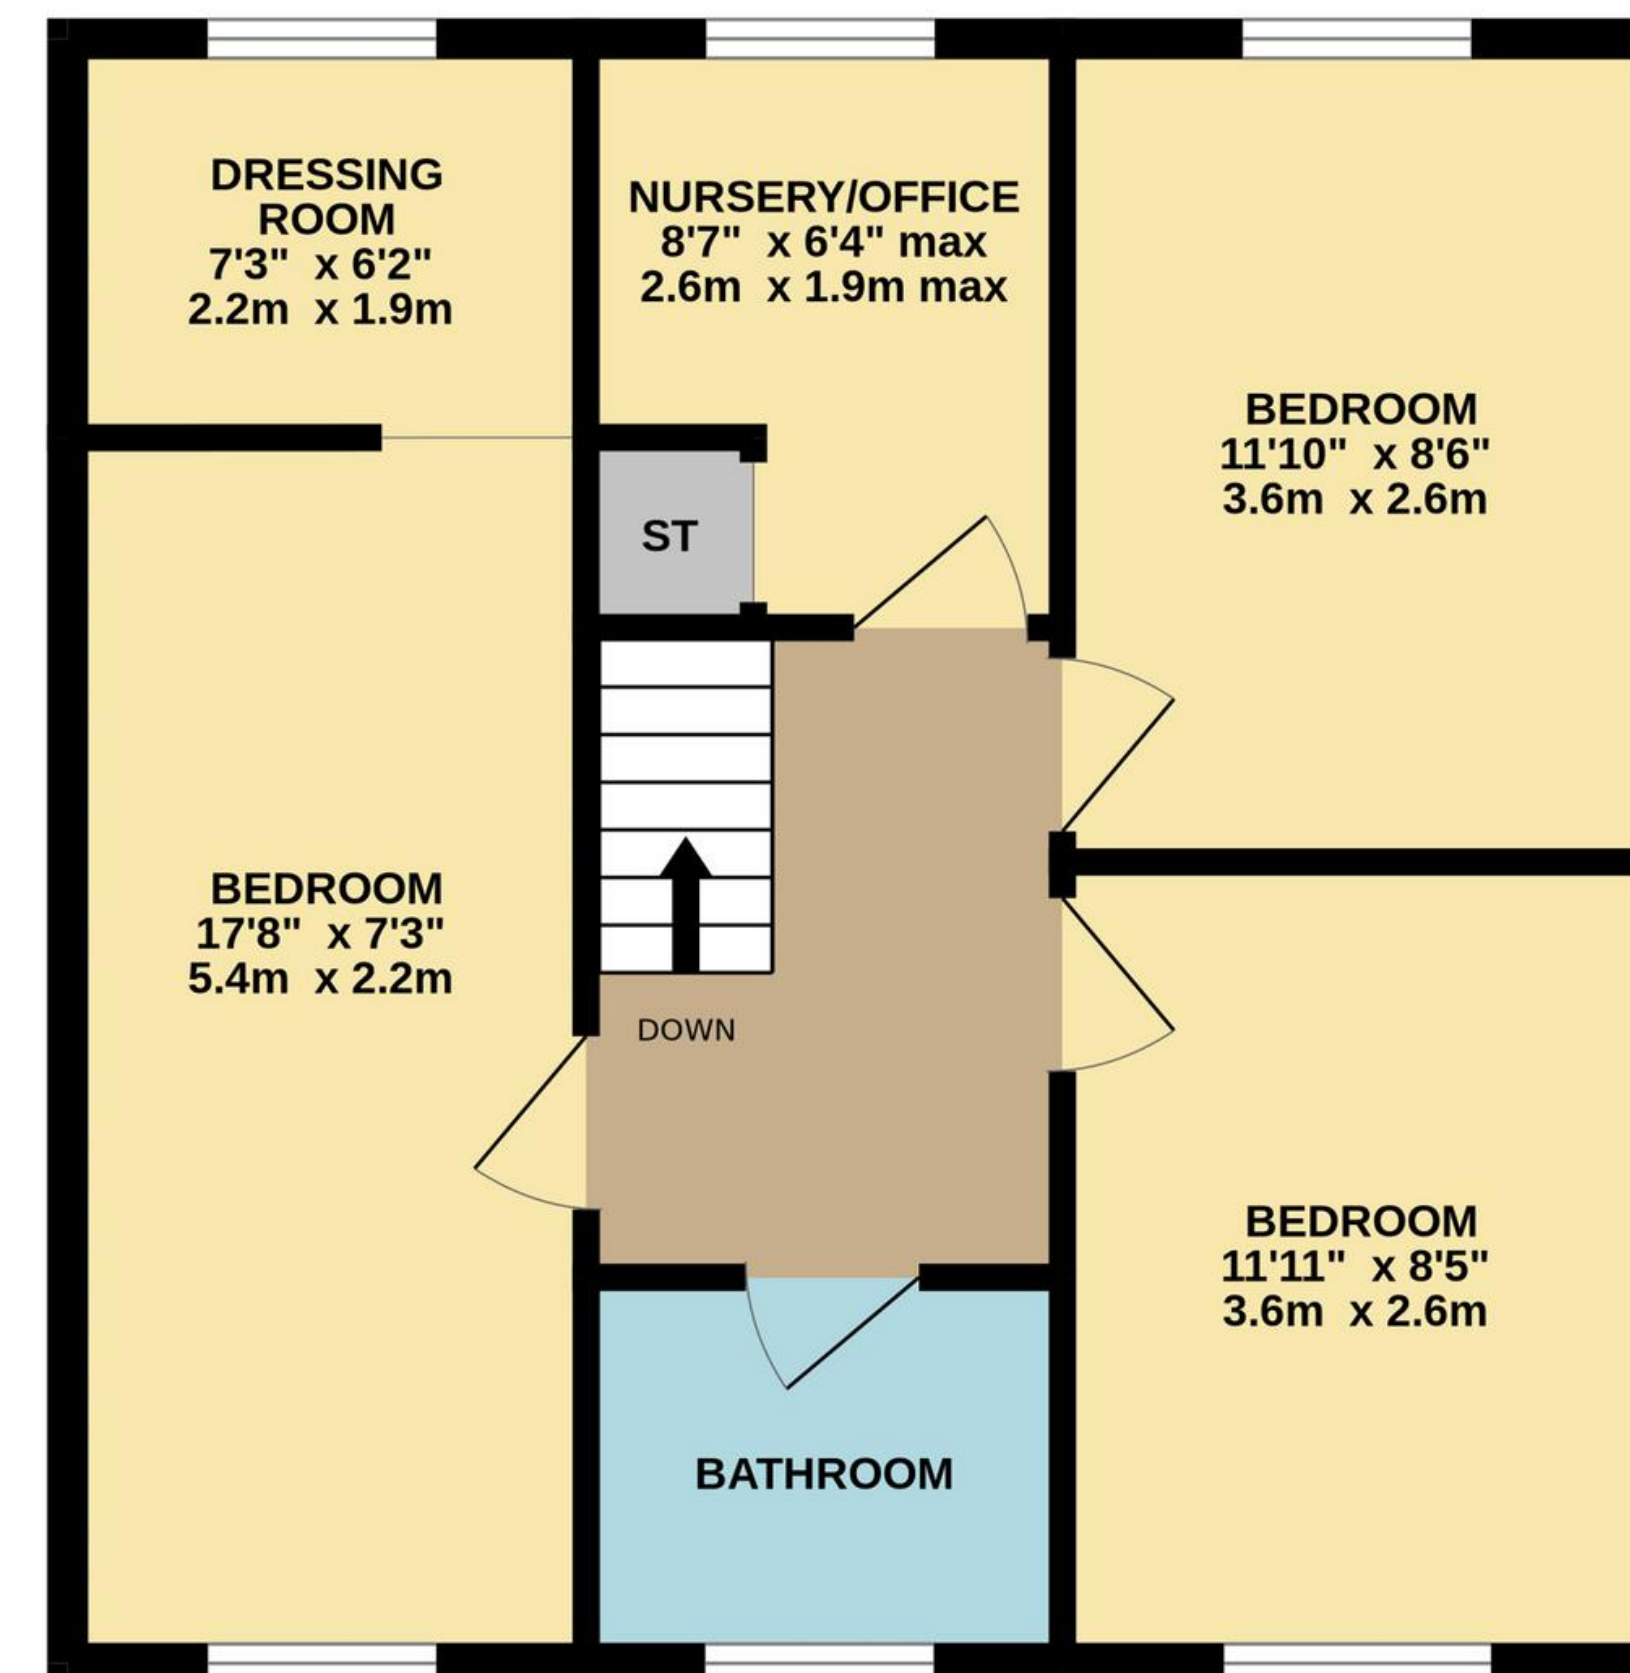 DRESSING
ROOM
7'3" x 6'2"
2.2m x 1.9m
NURSERY/OFFICE
8'7" x 6'4" max
2.6m x 1.9m max
BEDROOM
11'10" x 8'6"
3.6m x 2.6m
ST
BEDROOM
17'8" x 7'3"
5.4m x 2.2m
DOWN
BEDROOM
11'11" x 8'5"
3.6m x 2.6m
BATHROOM